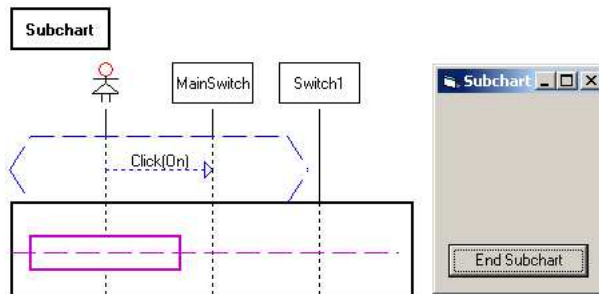 Subchart
MainSwitch
Switch1
Click(On)
Subchart
End Subchart